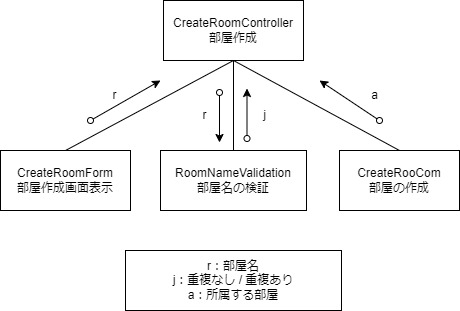 CreateRoomController
部屋作成
r
r
j
a
CreateRoomForm
部屋作成画面表示
RoomNameValidation
部屋名の検証
CreateRooCom
部屋の作成
r：部屋名
j：重複なし / 重複あり
a：所属する部屋